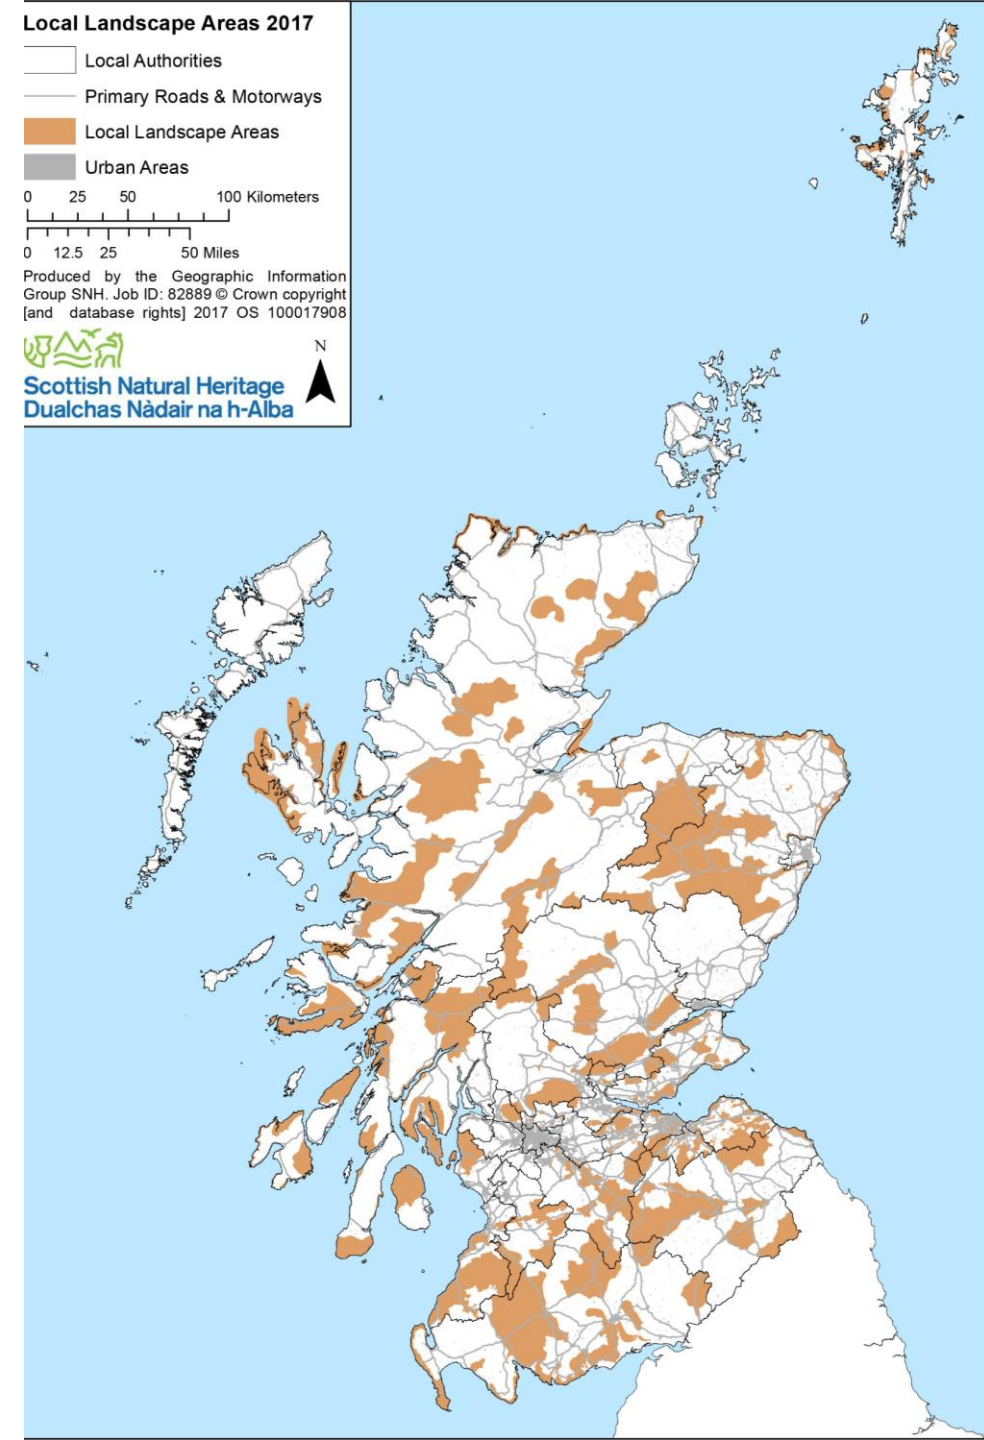 Local Landscape Areas 2017
Local Authorities
Primary Roads & Motorways
Local Landscape Areas
Urban Areas
0 25 50 100 Kilometers
0 12.5 25 50 Miles
Produced by the Geographic Information
Group SNH. Job ID: 82889 © Crown copyright
[and database rights] 2017 OS 100017908
N
Scottish Natural Heritage
Dualchas Nàdair na h-Alba